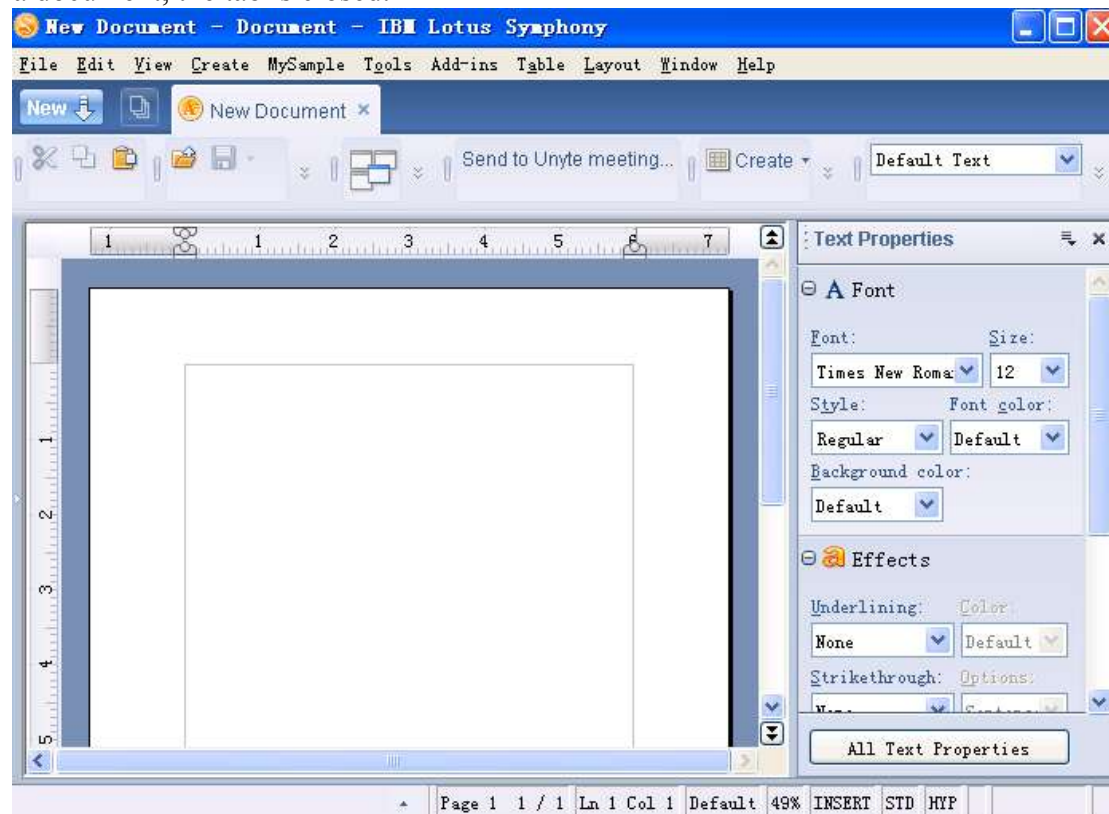 New Document - Document - IBM Lotus Symphony
File Edit View Create MySample Tools Add-ins Table Layout Window Help
New New Document ×
Send to Unyte meeting... Create Default Text
1 1 2 3 4 5 6 7
Text Properties
A Font
Font: Size:
Times New Roma 12
Style: Font color:
Regular Default
Background color:
Default
a Effects
Underlining: Color:
None Default
Strikethrough: Options:
1
2
3
4
5
All Text Properties
Page 1 1 / 1 Ln 1 Col 1 Default 49% INSERT STD HYP